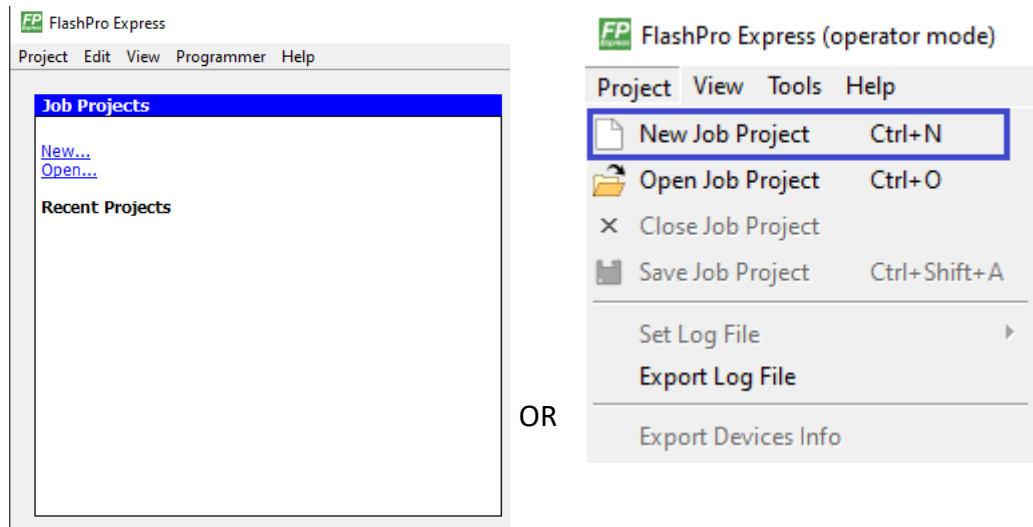 FP Express FlashPro Express
Project Edit View Programmer Help
Job Projects
New...
Open...
Recent Projects
OR
FP Express FlashPro Express (operator mode)
Project View Tools Help
New Job Project Ctrl+N
Open Job Project Ctrl+O
Close Job Project
Save Job Project Ctrl+Shift+A
Set Log File
Export Log File
Export Devices Info